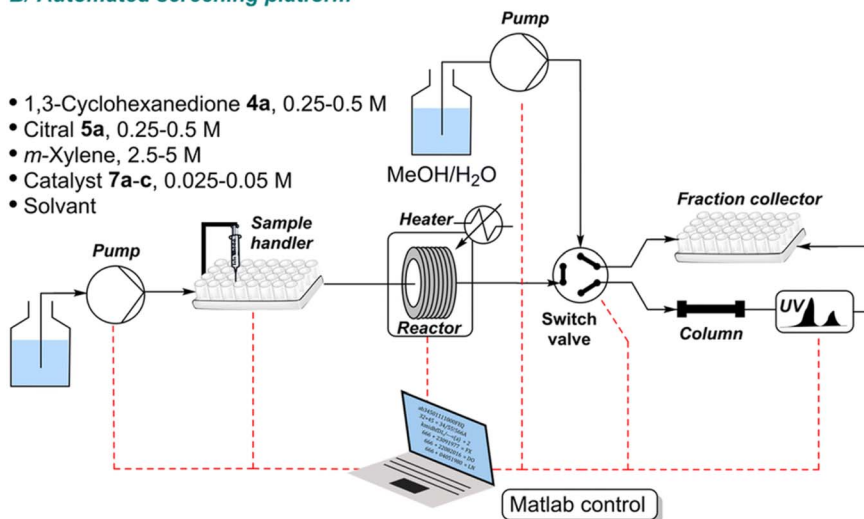 • 1,3-Cyclohexanedione 4a, 0.25-0.5 M
• Citral 5a, 0.25-0.5 M
• m-Xylene, 2.5-5 M
• Catalyst 7a-c, 0.025-0.05 M
• Solvant
Pump
MeOH/H2O
Pump
Sample
handler
Heater
Reactor
Switch
valve
Fraction collector
Column
UV
Matlab control